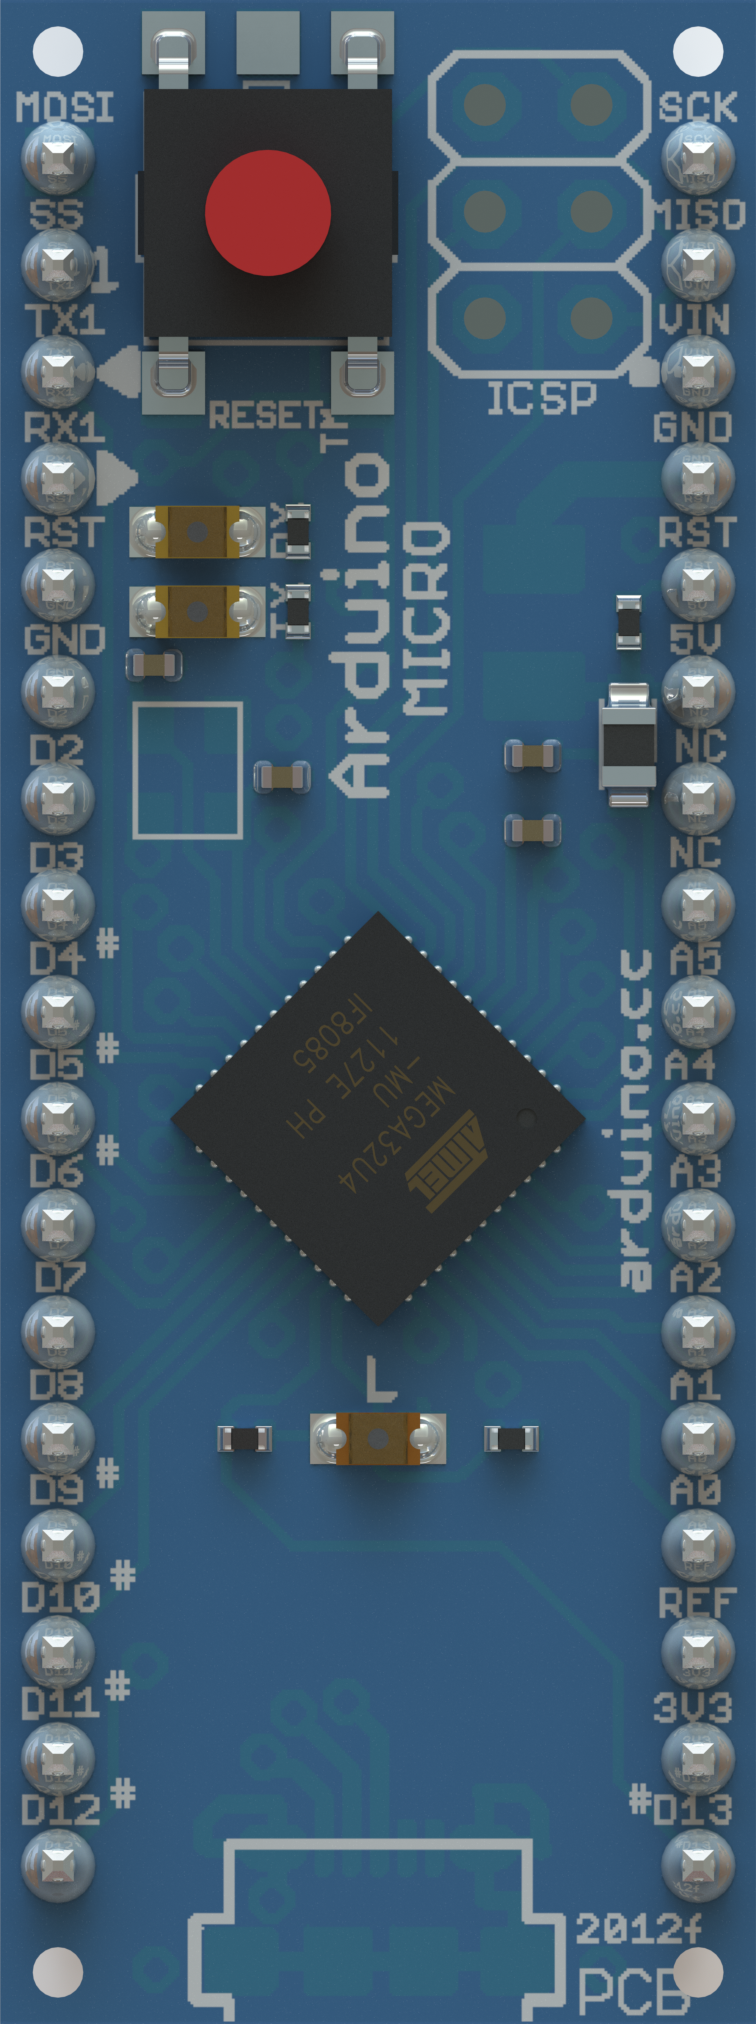 MOSI
SCK
SS
MISO
1
TX1
VIN
ICSP
RESET
RX1
GND
RST
RST
Arduino
MICRO
GND
5V
D2
NC
D3
NC
D4 #
A5
D5 #
A4
D6 #
A3
D7
A2
D8
A1
D9 #
A0
D10 #
REF
D11 #
3V3
D12 #
#D13
arduino.cc
ATMEL
MEGA32U4
-MU
1127E PH
IF8085
L
2012f
PCB